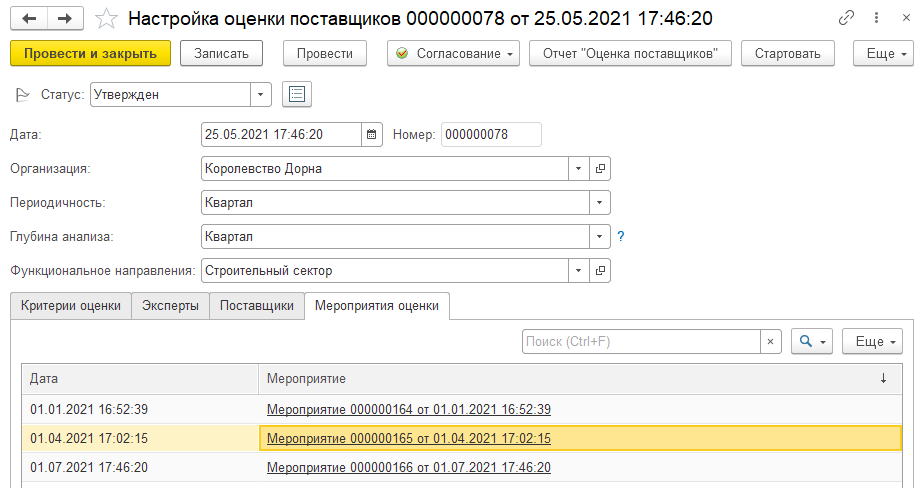 Настройка оценки поставщиков 000000078 от 25.05.2021 17:46:20
Провести и закрыть Записать Провести Согласование Отчет "Оценка поставщиков" Стартовать Еще
Статус: Утвержден
Дата: 25.05.2021 17:46:20 Номер: 000000078
Организация: Королевство Дорна
Периодичность: Квартал
Глубина анализа: Квартал ?
Функциональное направления: Строительный сектор
Критерии оценки Эксперты Поставщики Мероприятия оценки
Поиск (Ctrl+F) × Еще
Дата Мероприятие ↓
01.01.2021 16:52:39 Мероприятие 000000164 от 01.01.2021 16:52:39
01.04.2021 17:02:15 Мероприятие 000000165 от 01.04.2021 17:02:15
01.07.2021 17:46:20 Мероприятие 000000166 от 01.07.2021 17:46:20